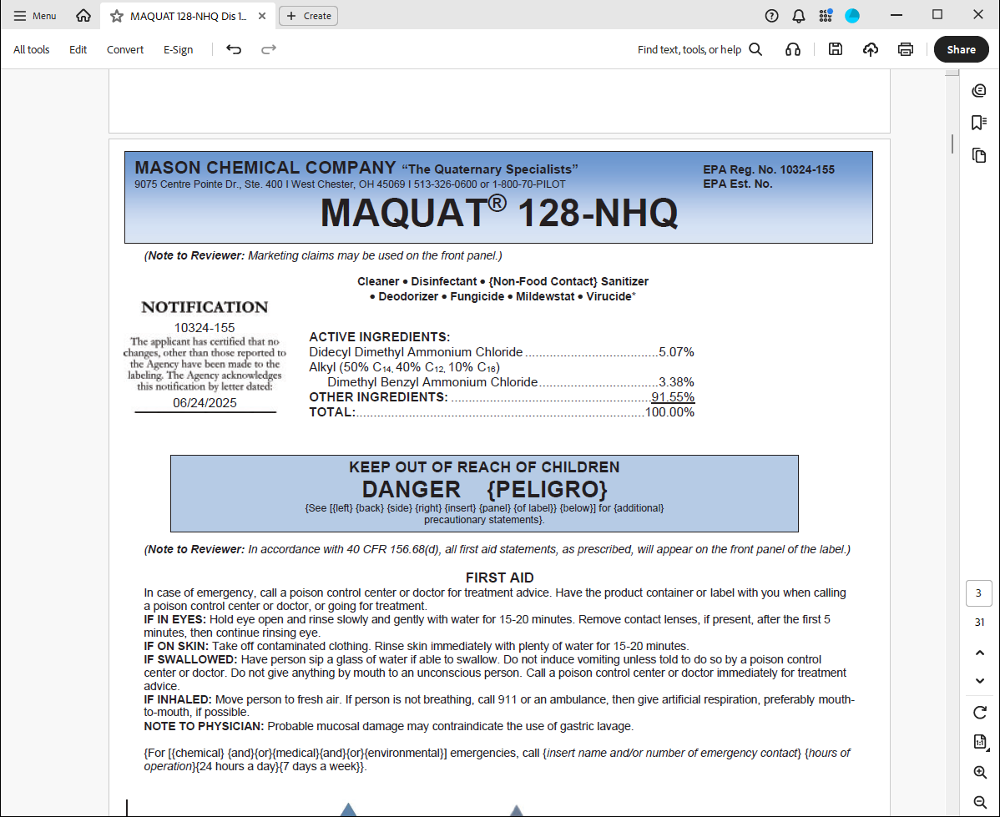 Menu
MAQUAT 128-NHQ Dis 1...
Create
All tools
Edit
Convert
E-Sign
Find text, tools, or help
Share
MASON CHEMICAL COMPANY “The Quaternary Specialists”
EPA Reg. No. 10324-155
9075 Centre Pointe Dr., Ste. 400 I West Chester, OH 45069 I 513-326-0600 or 1-800-70-PILOT
EPA Est. No.
MAQUAT® 128-NHQ
(Note to Reviewer: Marketing claims may be used on the front panel.)
Cleaner • Disinfectant • {Non-Food Contact} Sanitizer
• Deodorizer • Fungicide • Mildewstat • Virucide*
NOTIFICATION
10324-155
The applicant has certified that no
changes, other than those reported to
the Agency have been made to the
labeling. The Agency acknowledges
this notification by letter dated:
06/24/2025
ACTIVE INGREDIENTS:
Didecyl Dimethyl Ammonium Chloride.......................................5.07%
Alkyl (50% C14, 40% C12, 10% C16)
Dimethyl Benzyl Ammonium Chloride...................................3.38%
OTHER INGREDIENTS: ..........................................................91.55%
TOTAL:....................................................................................100.00%
KEEP OUT OF REACH OF CHILDREN
DANGER {PELIGRO}
{See [{left} {back} {side} {right} {insert} {panel} {of label}} {below}] for {additional}
precautionary statements}.
(Note to Reviewer: In accordance with 40 CFR 156.68(d), all first aid statements, as prescribed, will appear on the front panel of the label.)
FIRST AID
In case of emergency, call a poison control center or doctor for treatment advice. Have the product container or label with you when calling
a poison control center or doctor, or going for treatment.
IF IN EYES: Hold eye open and rinse slowly and gently with water for 15-20 minutes. Remove contact lenses, if present, after the first 5
minutes, then continue rinsing eye.
IF ON SKIN: Take off contaminated clothing. Rinse skin immediately with plenty of water for 15-20 minutes.
IF SWALLOWED: Have person sip a glass of water if able to swallow. Do not induce vomiting unless told to do so by a poison control
center or doctor. Do not give anything by mouth to an unconscious person. Call a poison control center or doctor immediately for treatment
advice.
IF INHALED: Move person to fresh air. If person is not breathing, call 911 or an ambulance, then give artificial respiration, preferably mouth-
to-mouth, if possible.
NOTE TO PHYSICIAN: Probable mucosal damage may contraindicate the use of gastric lavage.
{For [{chemical} {and}{or}{medical}{and}{or}{environmental}] emergencies, call {insert name and/or number of emergency contact} {hours of
operation}{24 hours a day}{7 days a week}}.
3
31
1:1